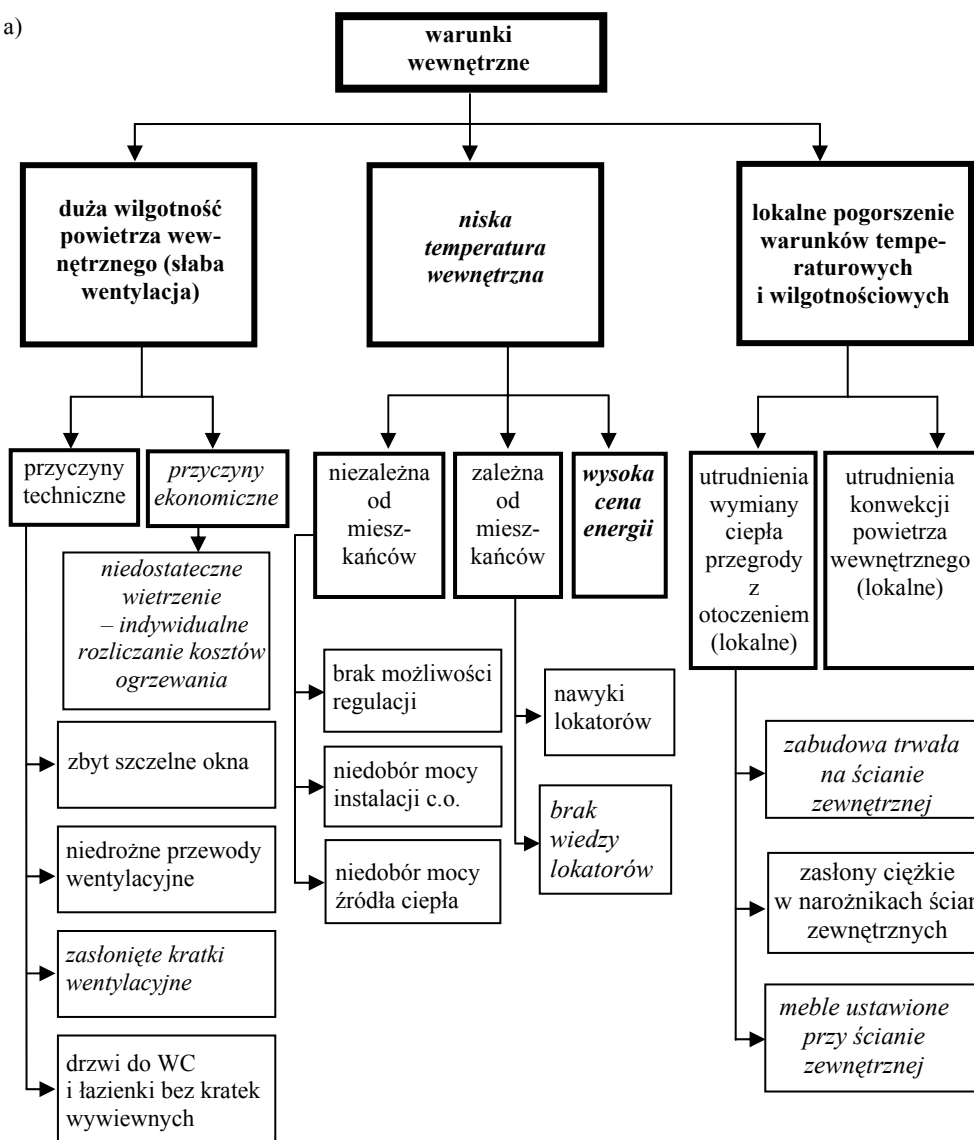 a)
warunki
wewnętrzne
duża wilgotność
powietrza wew-
nętrznego (słaba
wentylacja)
niska
temperatura
wewnętrzna
lokalne pogorszenie
warunków tempe-
raturowych
i wilgotnościowych
przyczyny
techniczne
przyczyny
ekonomiczne
niezależna
od
miesz-
kańców
zależna
od
miesz-
kańców
wysoka
cena
energii
utrudnienia
wymiany
ciepła
przegrody
z
otoczeniem
(lokalne)
utrudnienia
konwekcji
powietrza
wewnętrznego
(lokalne)
niedostateczne
wietrzenie
– indywidualne
rozliczanie kosztów
ogrzewania
zbyt szczelne okna
niedrożne przewody
wentylacyjne
zasłonięte kratki
wentylacyjne
drzwi do WC
i łazienki bez kratek
wywiewnych
brak możliwości
regulacji
niedobór mocy
instalacji c.o.
niedobór mocy
źródła ciepła
nawyki
lokatorów
brak
wiedzy
lokatorów
zabudowa trwała
na ścianie
zewnętrznej
zasłony ciężkie
w narożnikach ścian
zewnętrznych
meble ustawione
przy ścianie
zewnętrznej